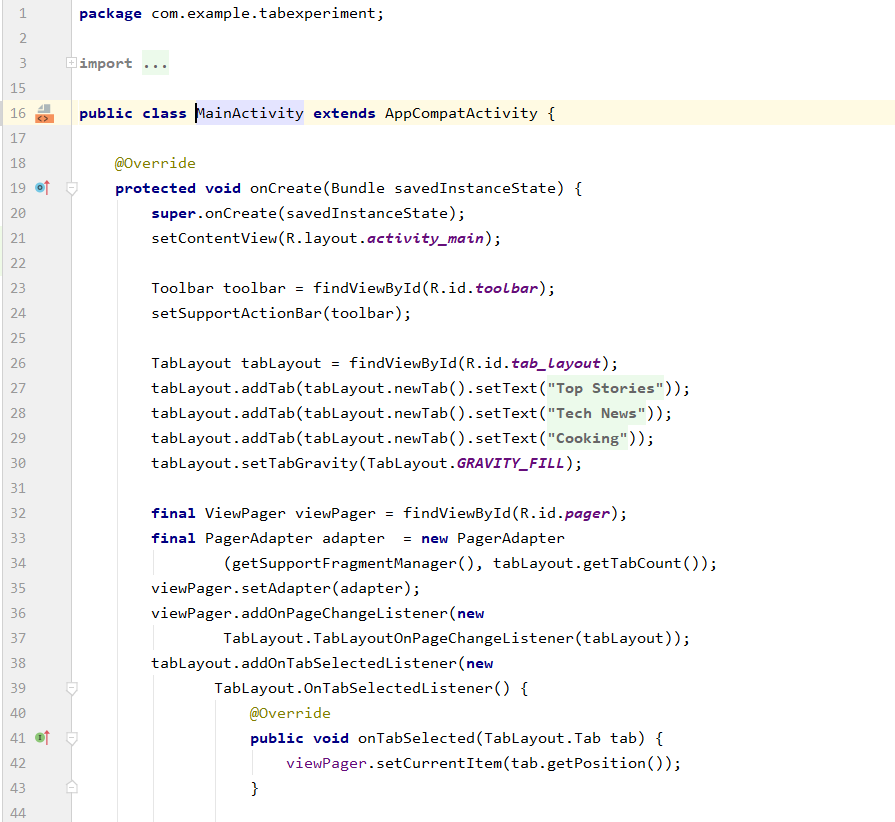 1 package com.example.tabexperiment;
2
3 import ...
15
16 public class MainActivity extends AppCompatActivity {
17
18     @Override
19     protected void onCreate(Bundle savedInstanceState) {
20         super.onCreate(savedInstanceState);
21         setContentView(R.layout.activity_main);
22
23         Toolbar toolbar = findViewById(R.id.toolbar);
24         setSupportActionBar(toolbar);
25
26         TabLayout tabLayout = findViewById(R.id.tab_layout);
27         tabLayout.addTab(tabLayout.newTab().setText("Top Stories"));
28         tabLayout.addTab(tabLayout.newTab().setText("Tech News"));
29         tabLayout.addTab(tabLayout.newTab().setText("Cooking"));
30         tabLayout.setTabGravity(TabLayout.GRAVITY_FILL);
31
32         final ViewPager viewPager = findViewById(R.id.pager);
33         final PagerAdapter adapter  = new PagerAdapter
34                 (getSupportFragmentManager(), tabLayout.getTabCount());
35         viewPager.setAdapter(adapter);
36         viewPager.addOnPageChangeListener(new
37                 TabLayout.TabLayoutOnPageChangeListener(tabLayout));
38         tabLayout.addOnTabSelectedListener(new
39                TabLayout.OnTabSelectedListener() {
40                    @Override
41                    public void onTabSelected(TabLayout.Tab tab) {
42                        viewPager.setCurrentItem(tab.getPosition());
43                    }
44